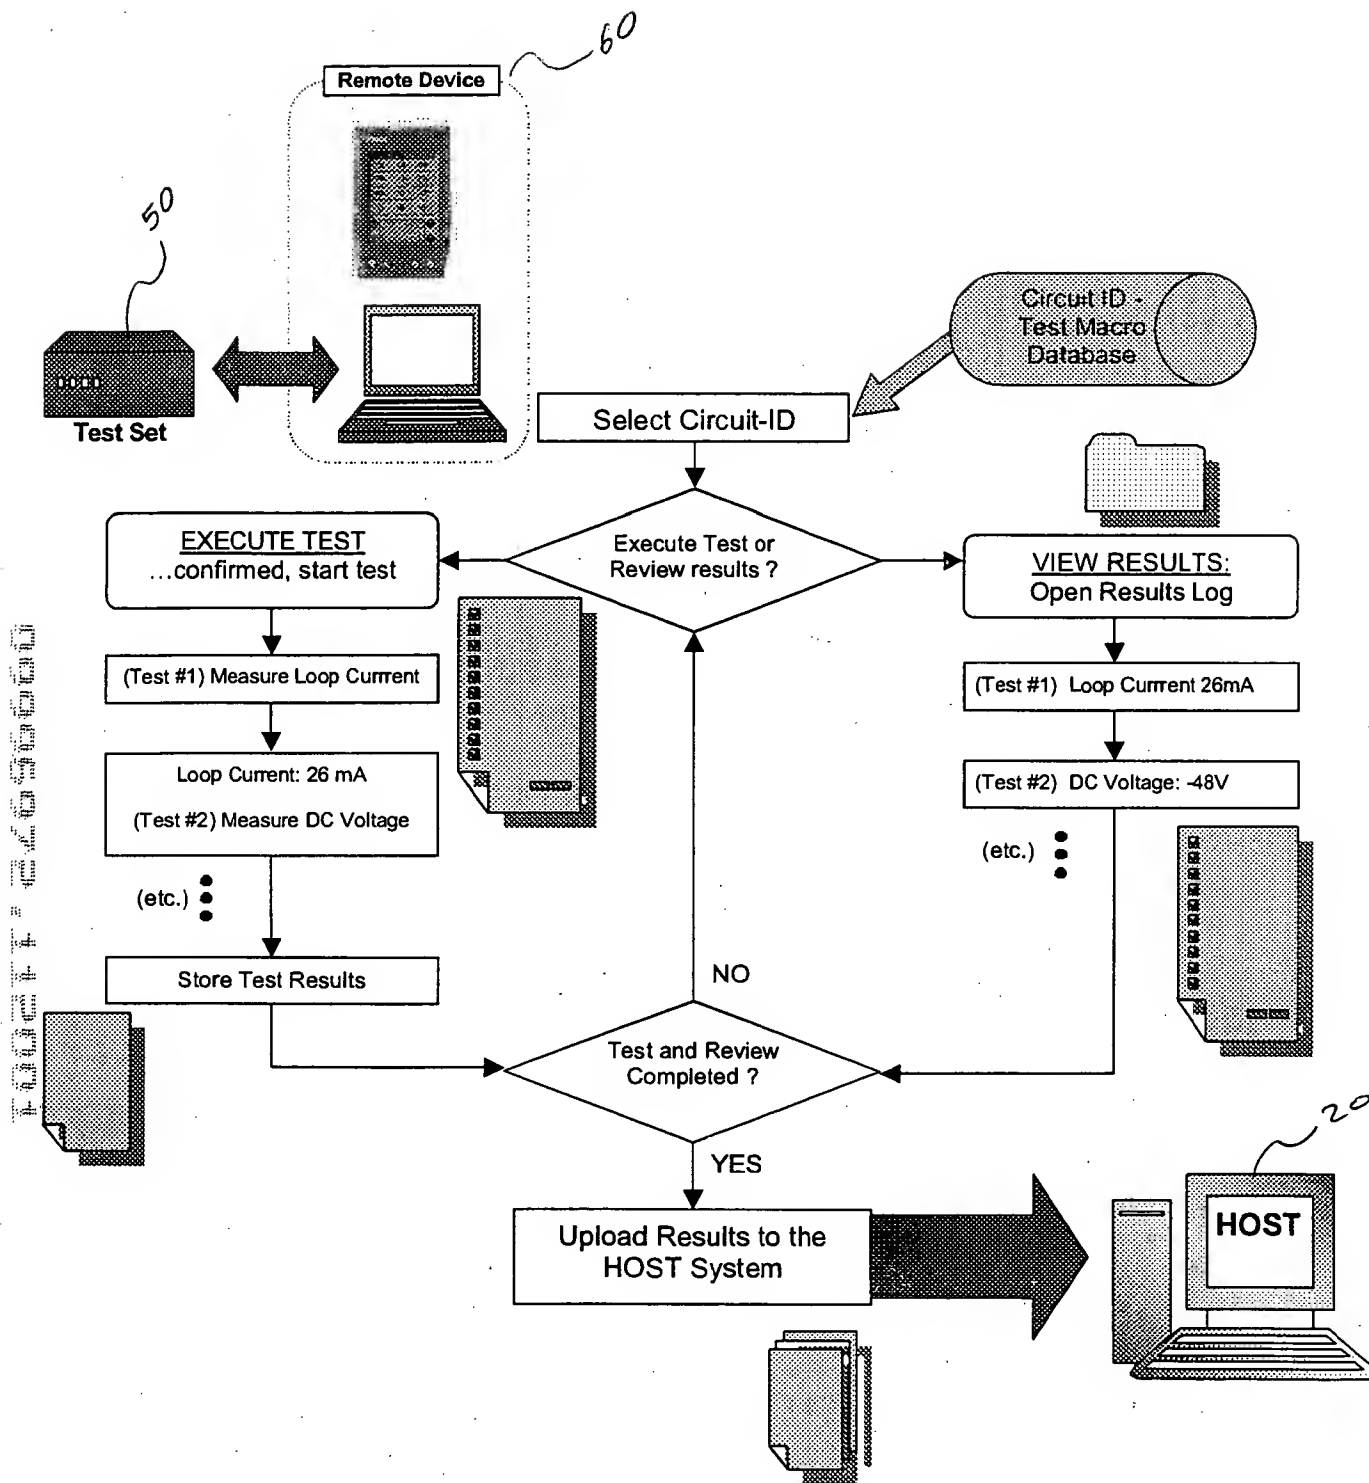 60
Remote Device
50
Test Set
Circuit ID -
Test Macro
Database
Select Circuit-ID
Execute Test or
Review results ?
EXECUTE TEST
...confirmed, start test
(Test #1) Measure Loop Currrent
Loop Current: 26 mA
(Test #2) Measure DC Voltage
(etc.)
Store Test Results
VIEW RESULTS:
Open Results Log
(Test #1) Loop Currrent 26mA
(Test #2) DC Voltage: -48V
(etc.)
NO
Test and Review
Completed ?
YES
Upload Results to the
HOST System
20
HOST